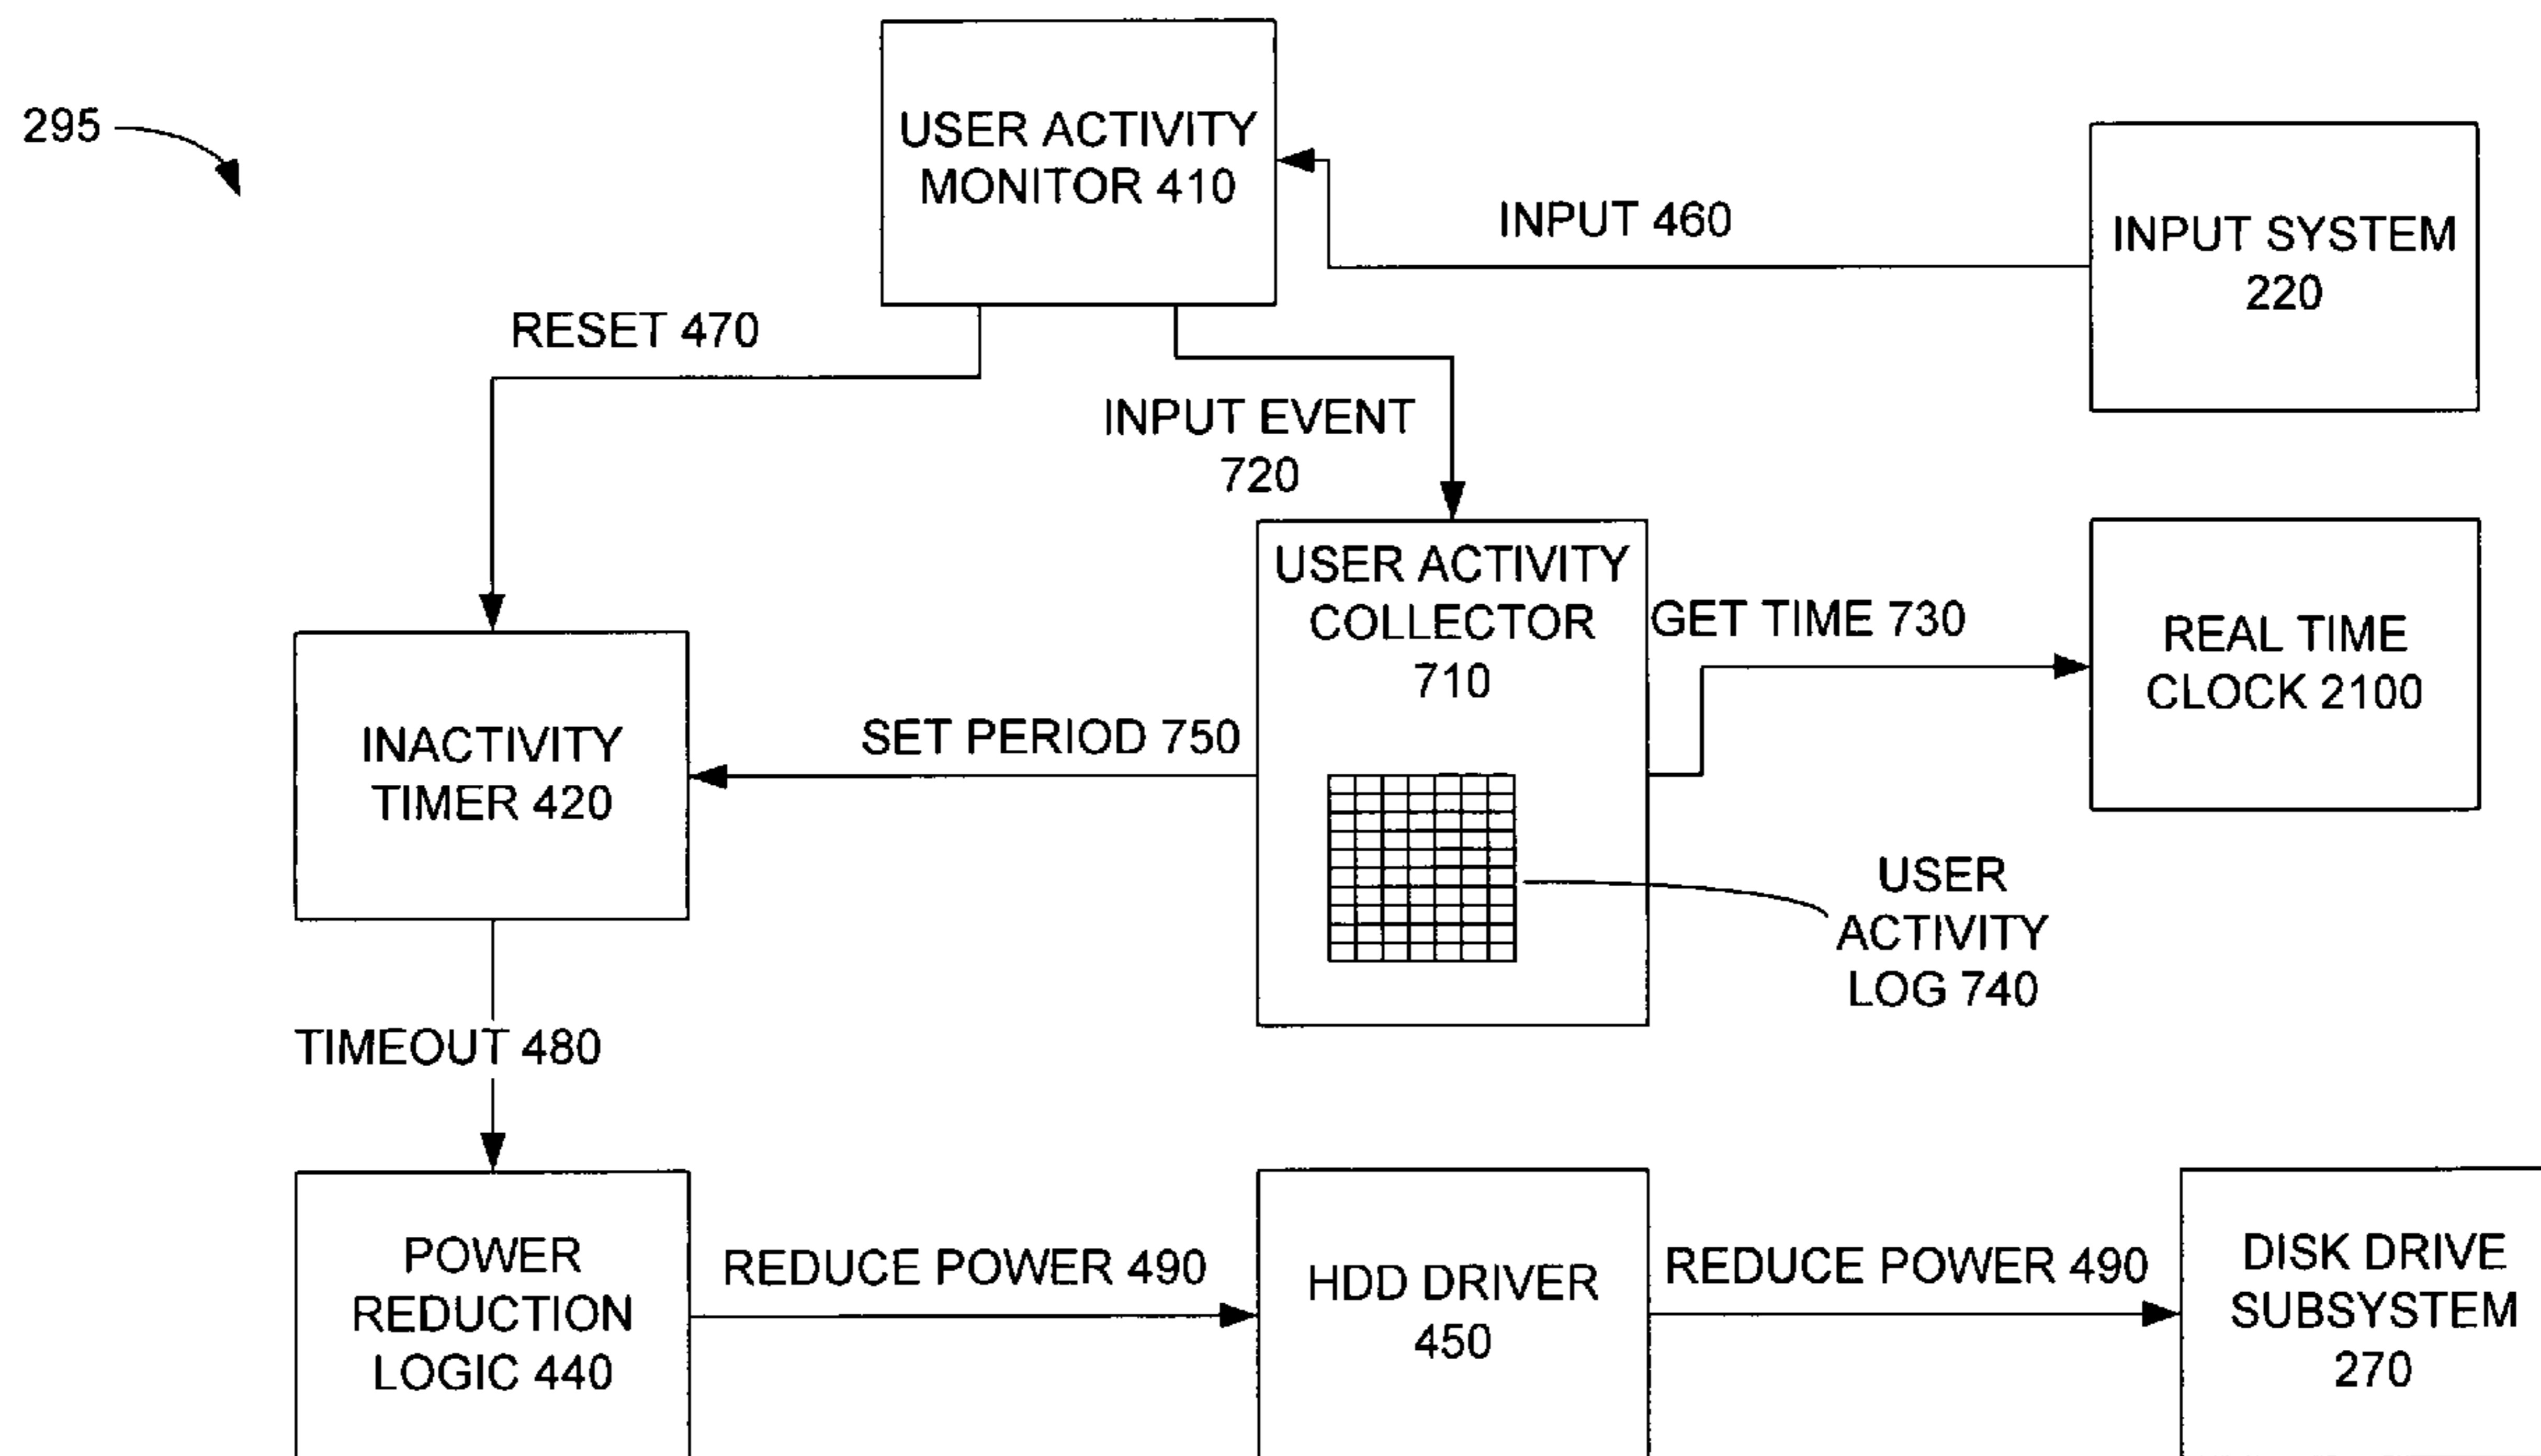 295
USER ACTIVITY
MONITOR 410
INPUT 460
INPUT SYSTEM
220
RESET 470
INPUT EVENT
720
USER ACTIVITY
COLLECTOR
710
GET TIME 730
REAL TIME
CLOCK 2100
INACTIVITY
TIMER 420
SET PERIOD 750
USER
ACTIVITY
LOG 740
TIMEOUT 480
POWER
REDUCTION
LOGIC 440
REDUCE POWER 490
HDD DRIVER
450
REDUCE POWER 490
DISK DRIVE
SUBSYSTEM
270